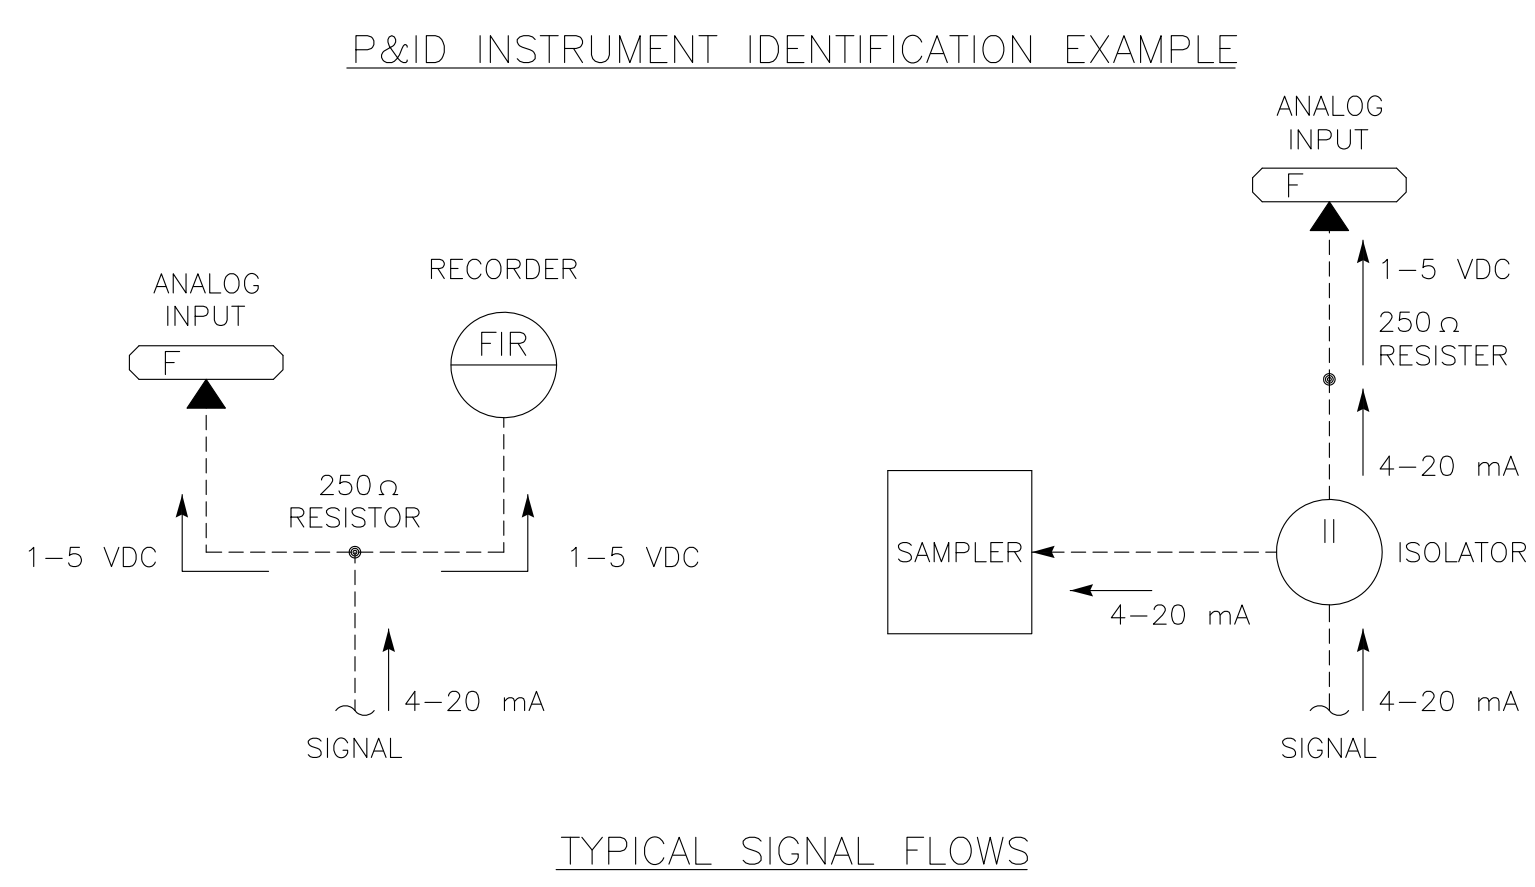 P&ID INSTRUMENT IDENTIFICATION EXAMPLE
ANALOG
INPUT
F
RECORDER
FIR
250Ω
RESISTOR
1-5 VDC
1-5 VDC
4-20 mA
SIGNAL
ANALOG
INPUT
F
1-5 VDC
250Ω
RESISTER
4-20 mA
SAMPLER
II
ISOLATOR
4-20 mA
4-20 mA
SIGNAL
TYPICAL SIGNAL FLOWS